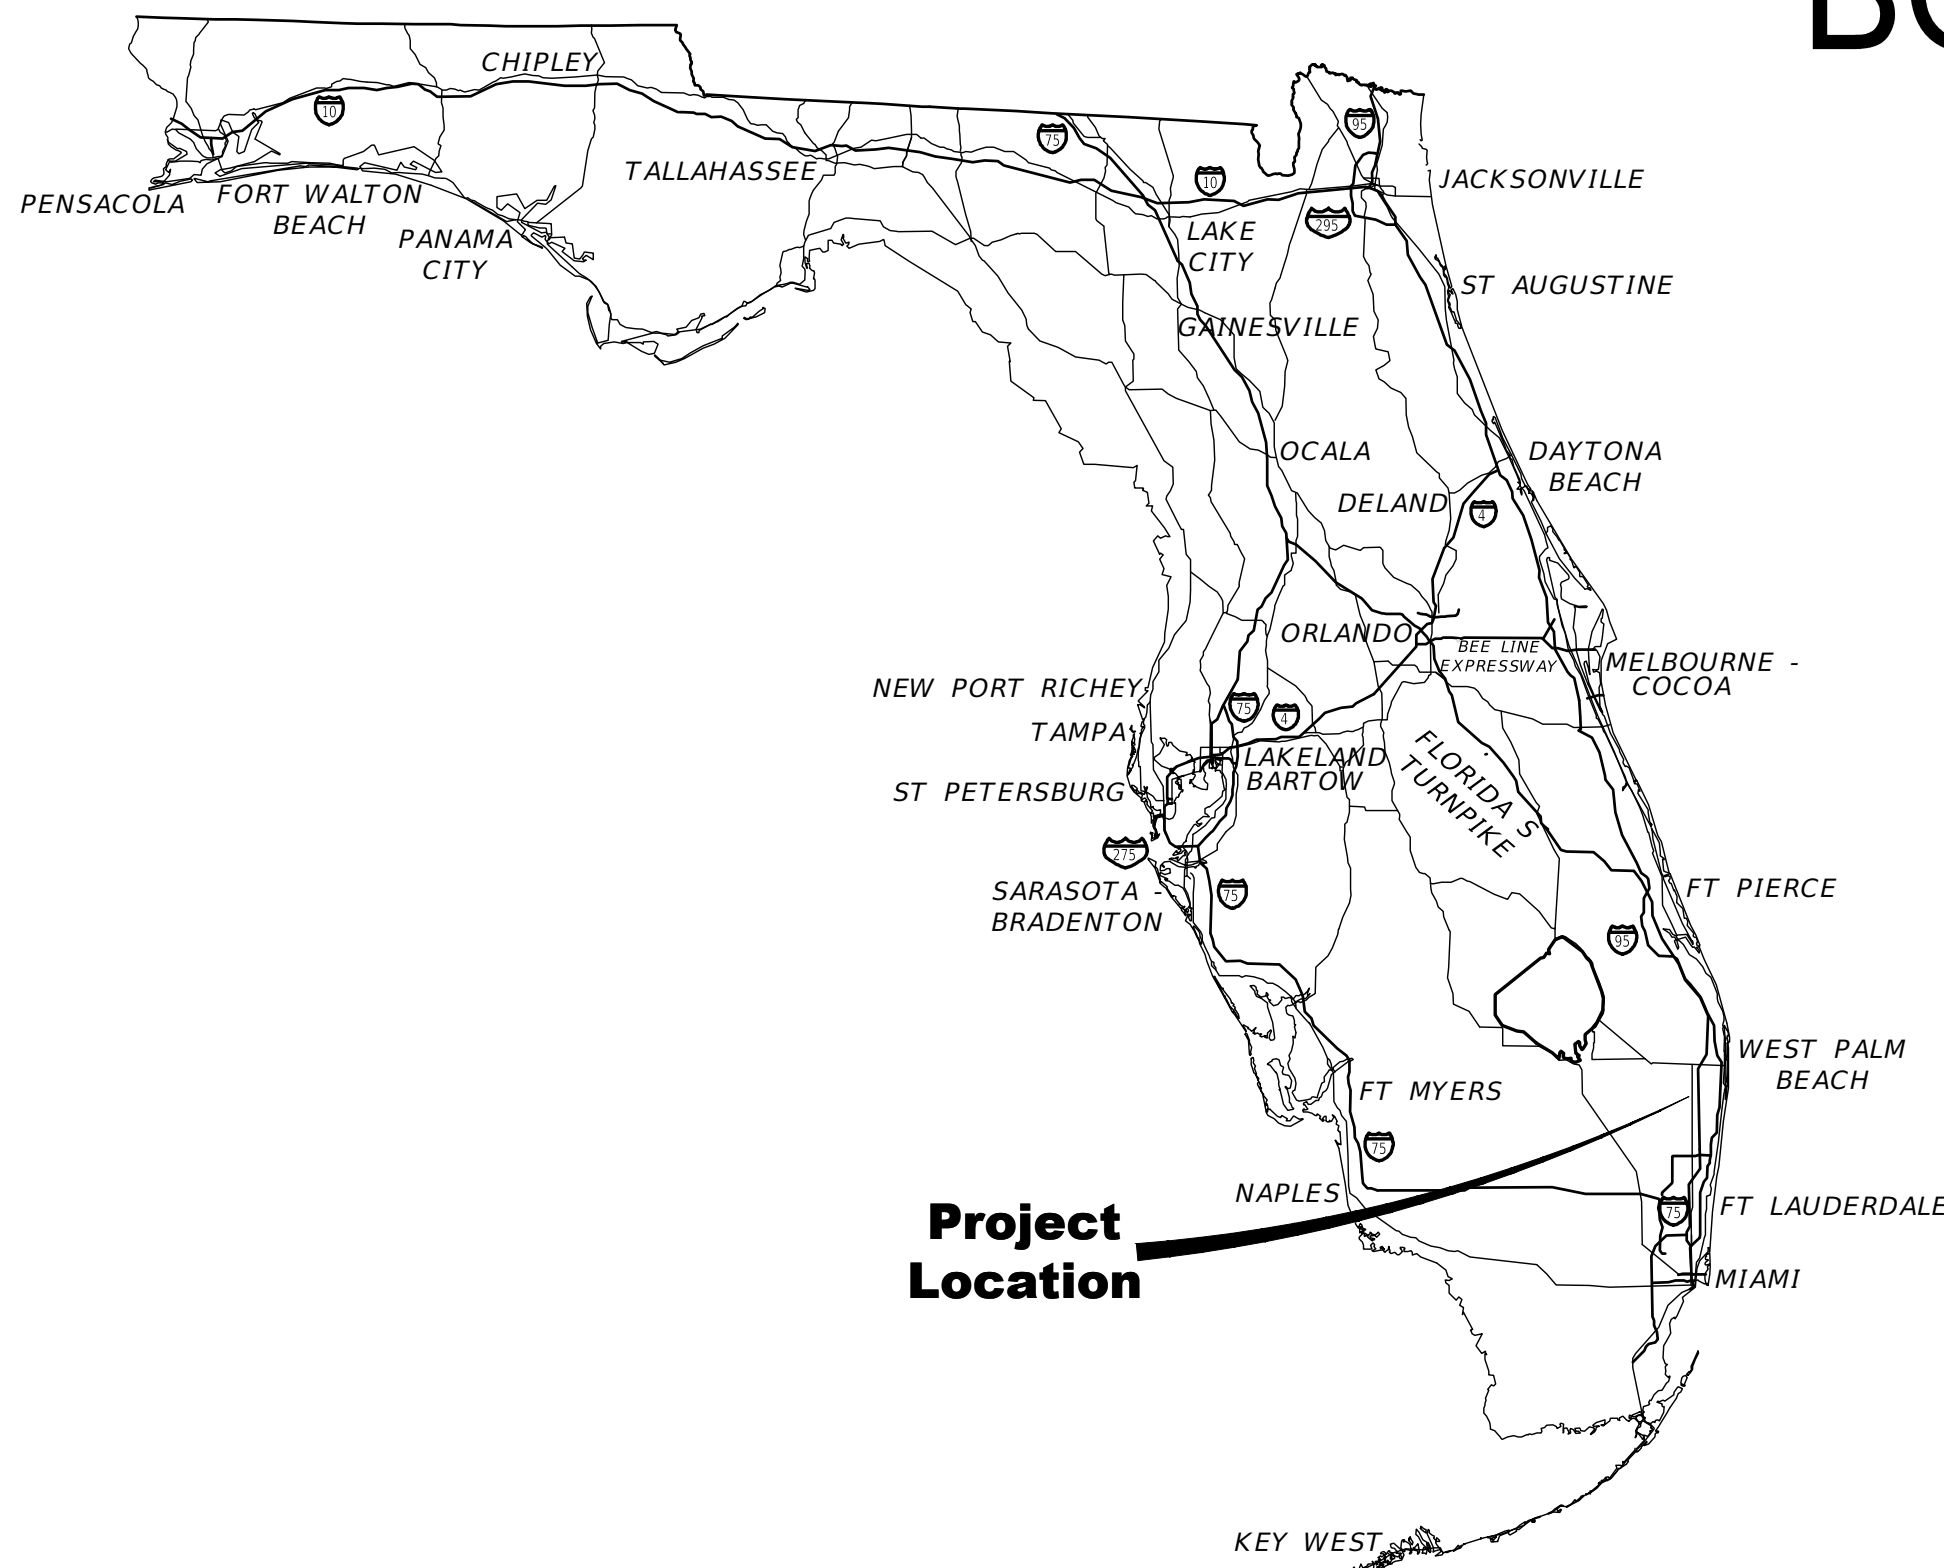 BO
CHIPLEY
10
75
95
10
TALLAHASSEE
JACKSONVILLE
PENSACOLA
FORT WALTON
BEACH
PANAMA
CITY
295
LAKE
CITY
ST AUGUSTINE
GAINESVILLE
OCALA
DAYTONA
BEACH
DELAND
4
ORLANDO
BEE LINE
EXPRESSWAY
MELBOURNE -
COCOA
NEW PORT RICHEY
75
4
TAMPA
LAKELAND
BARTOW
FLORIDA'S
TURNPIKE
ST PETERSBURG
275
SARASOTA -
BRADENTON
75
FT PIERCE
95
WEST PALM
BEACH
FT MYERS
75
NAPLES
75
FT LAUDERDALE
Project
Location
MIAMI
KEY WEST